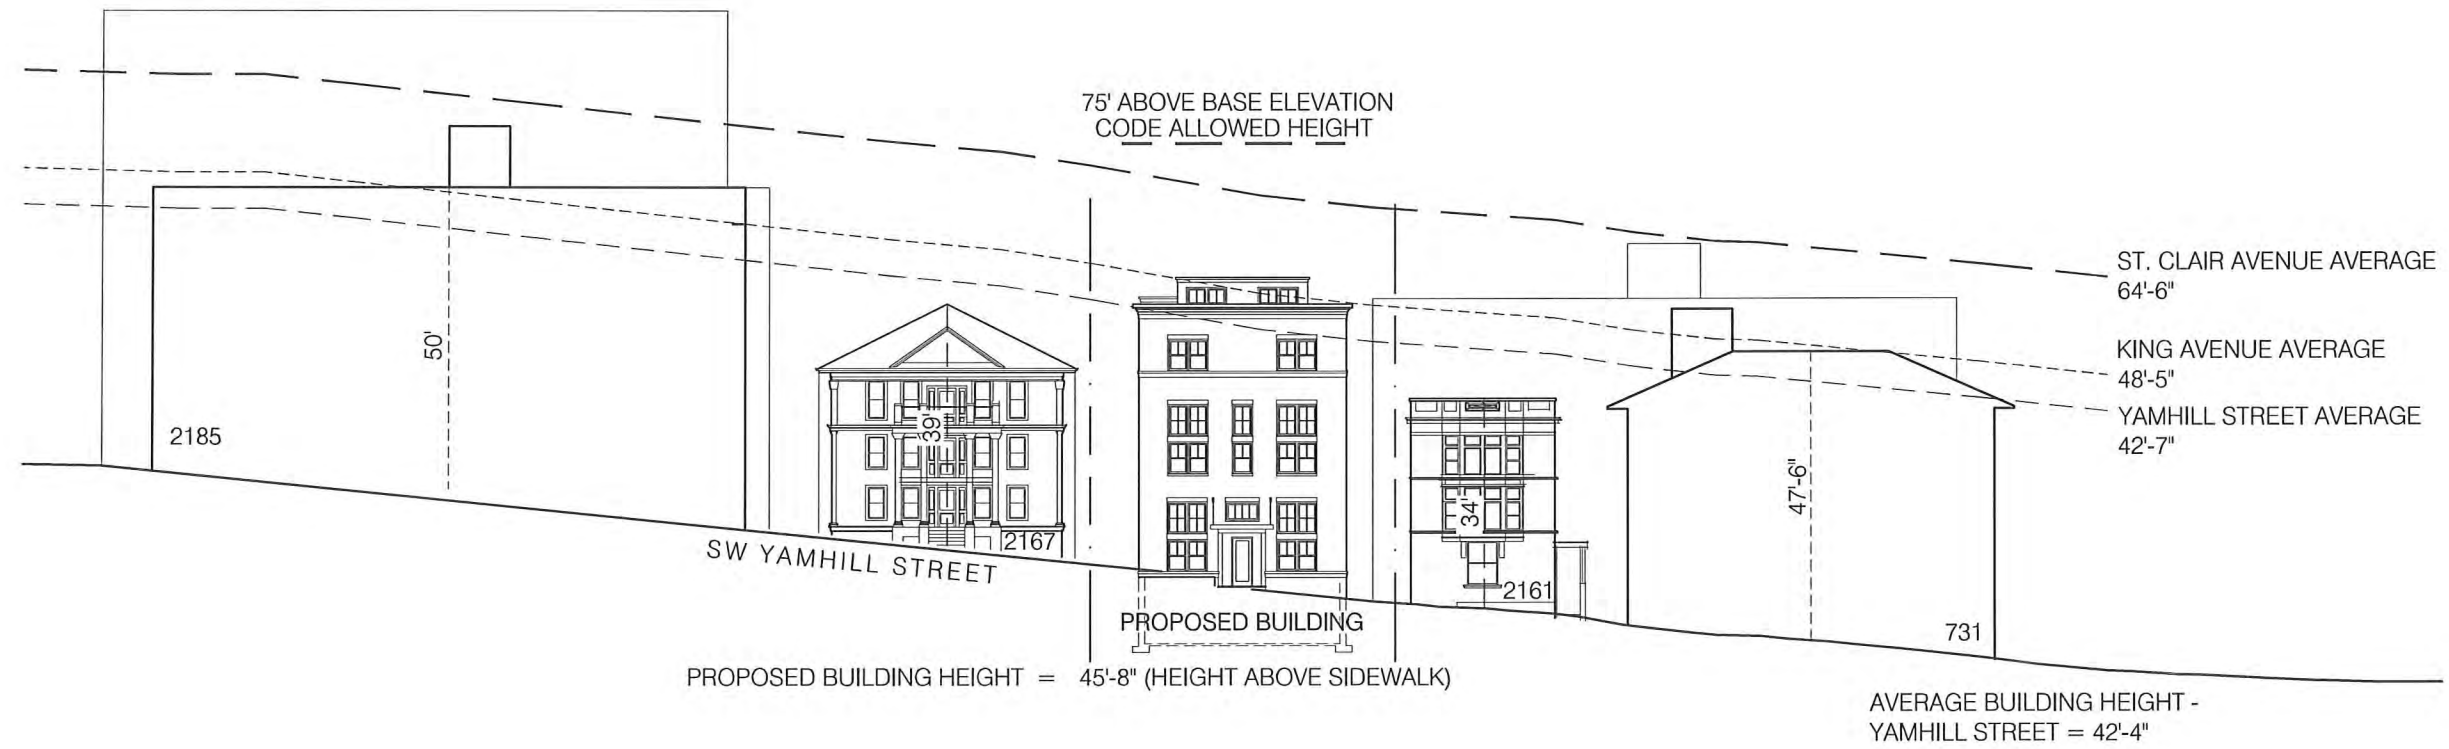 75' ABOVE BASE ELEVATION
CODE ALLOWED HEIGHT
ST. CLAIR AVENUE AVERAGE
64'-6"
KING AVENUE AVERAGE
48'-5"
YAMHILL STREET AVERAGE
42'-7"
50'
2185
39'
2167
34'
2161
47'-6"
731
SW YAMHILL STREET
PROPOSED BUILDING
PROPOSED BUILDING HEIGHT = 45'-8" (HEIGHT ABOVE SIDEWALK)
AVERAGE BUILDING HEIGHT -
YAMHILL STREET = 42'-4"